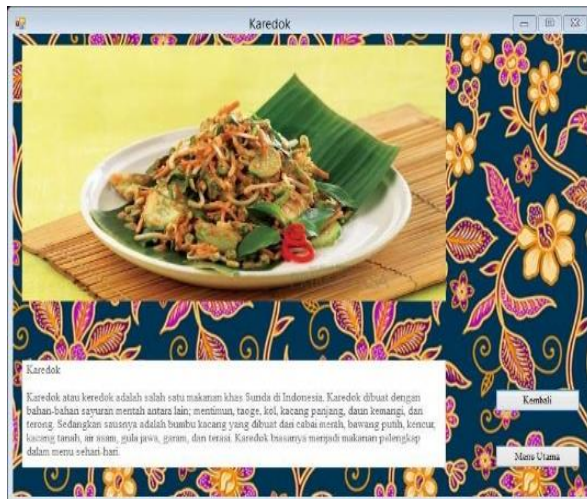 Karedok
Karedok
Karedok atau keredok adalah salah satu makanan khas Sunda di Indonesia. Karedok dibuat dengan
bahan-bahan sayuran mentah antara lain; mentimun, taoge, kol, kacang panjang, daun kemangi, dan
terong. Sedangkan sausnya adalah bumbu kacang yang dibuat dari cabai merah, bawang putih, kencur,
kacang tanah, air asam, gula jawa, garam, dan terasi. Karedok biasanya menjadi makanan pelengkap
dalam menu sehari-hari.
Kembali
Menu Utama